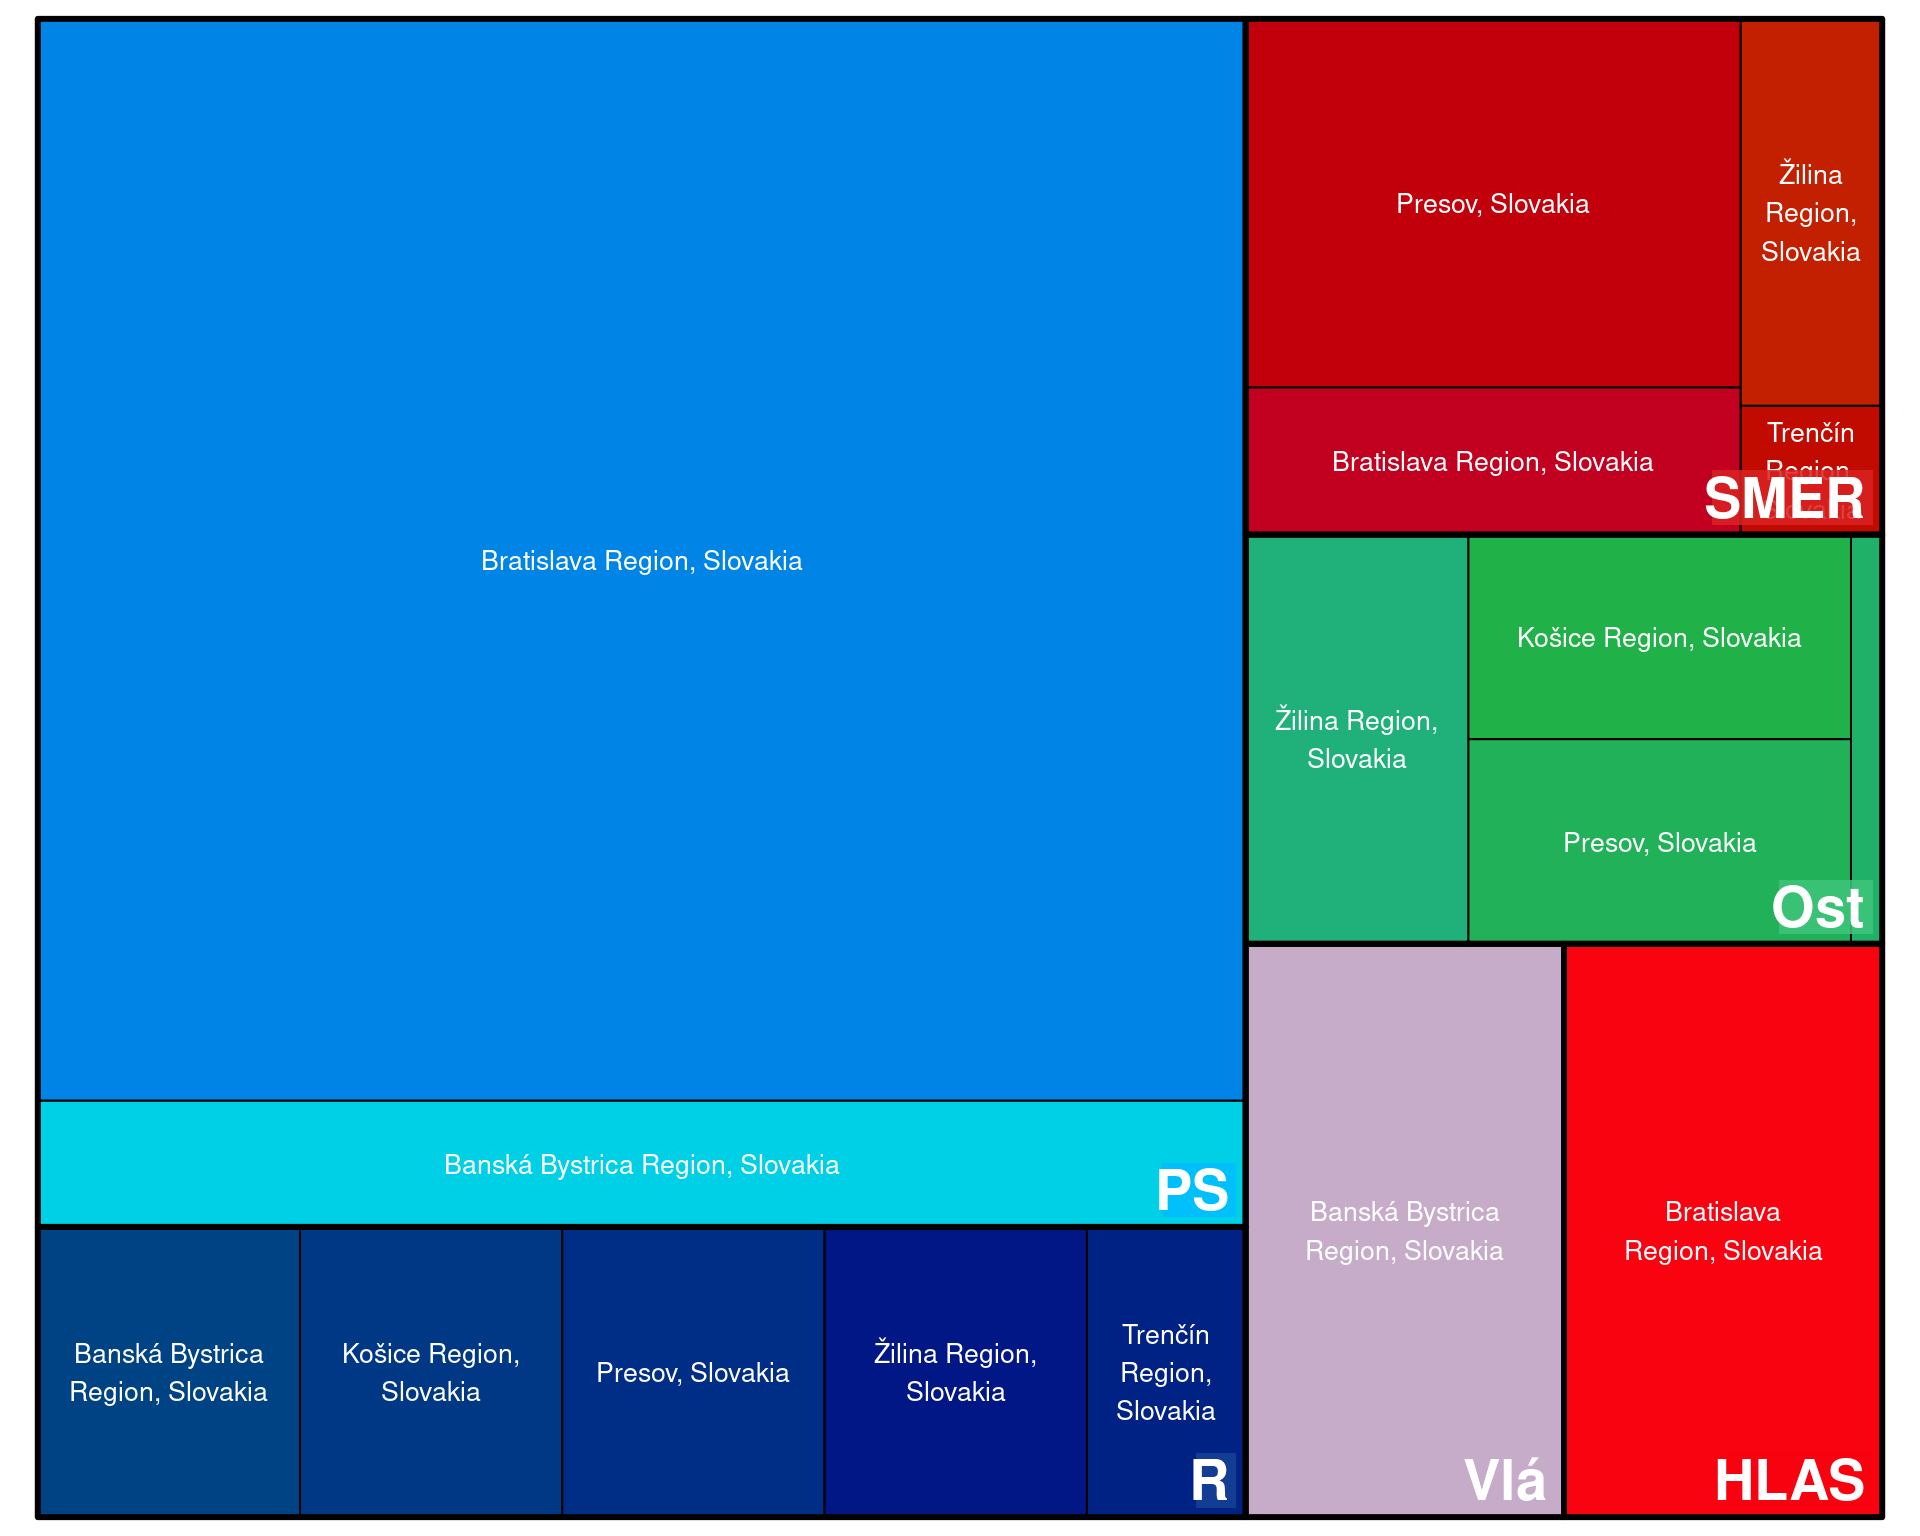 Bratislava Region, Slovakia
Banská Bystrica Region, Slovakia
PS
Banská Bystrica
Region, Slovakia
Košice Region,
Slovakia
Presov, Slovakia
Žilina Region,
Slovakia
Trenčín
Region,
Slovakia
R
Presov, Slovakia
Žilina
Region,
Slovakia
Bratislava Region, Slovakia
Trenčín
Region,
Slovakia
SMER
Žilina Region,
Slovakia
Košice Region, Slovakia
Presov, Slovakia
Ost
Banská Bystrica
Region, Slovakia
Vlá
Bratislava
Region, Slovakia
HLAS